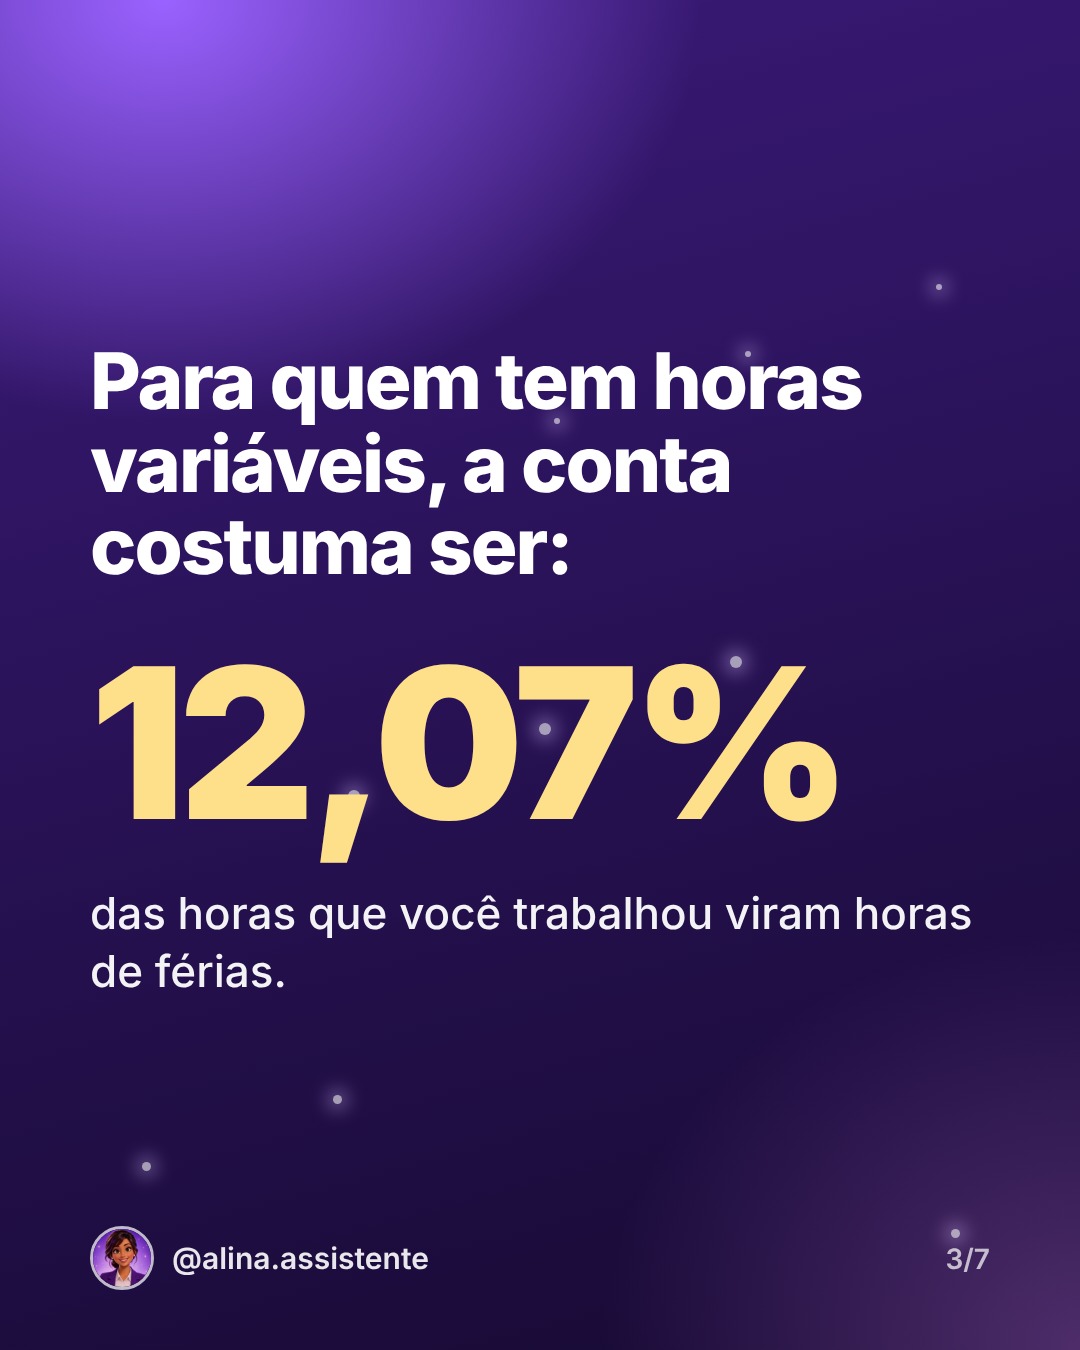 Para quem tem horas
variáveis, a conta
costuma ser:
12,07%
das horas que você trabalhou viram horas
de férias.
@alina.assistente
3/7